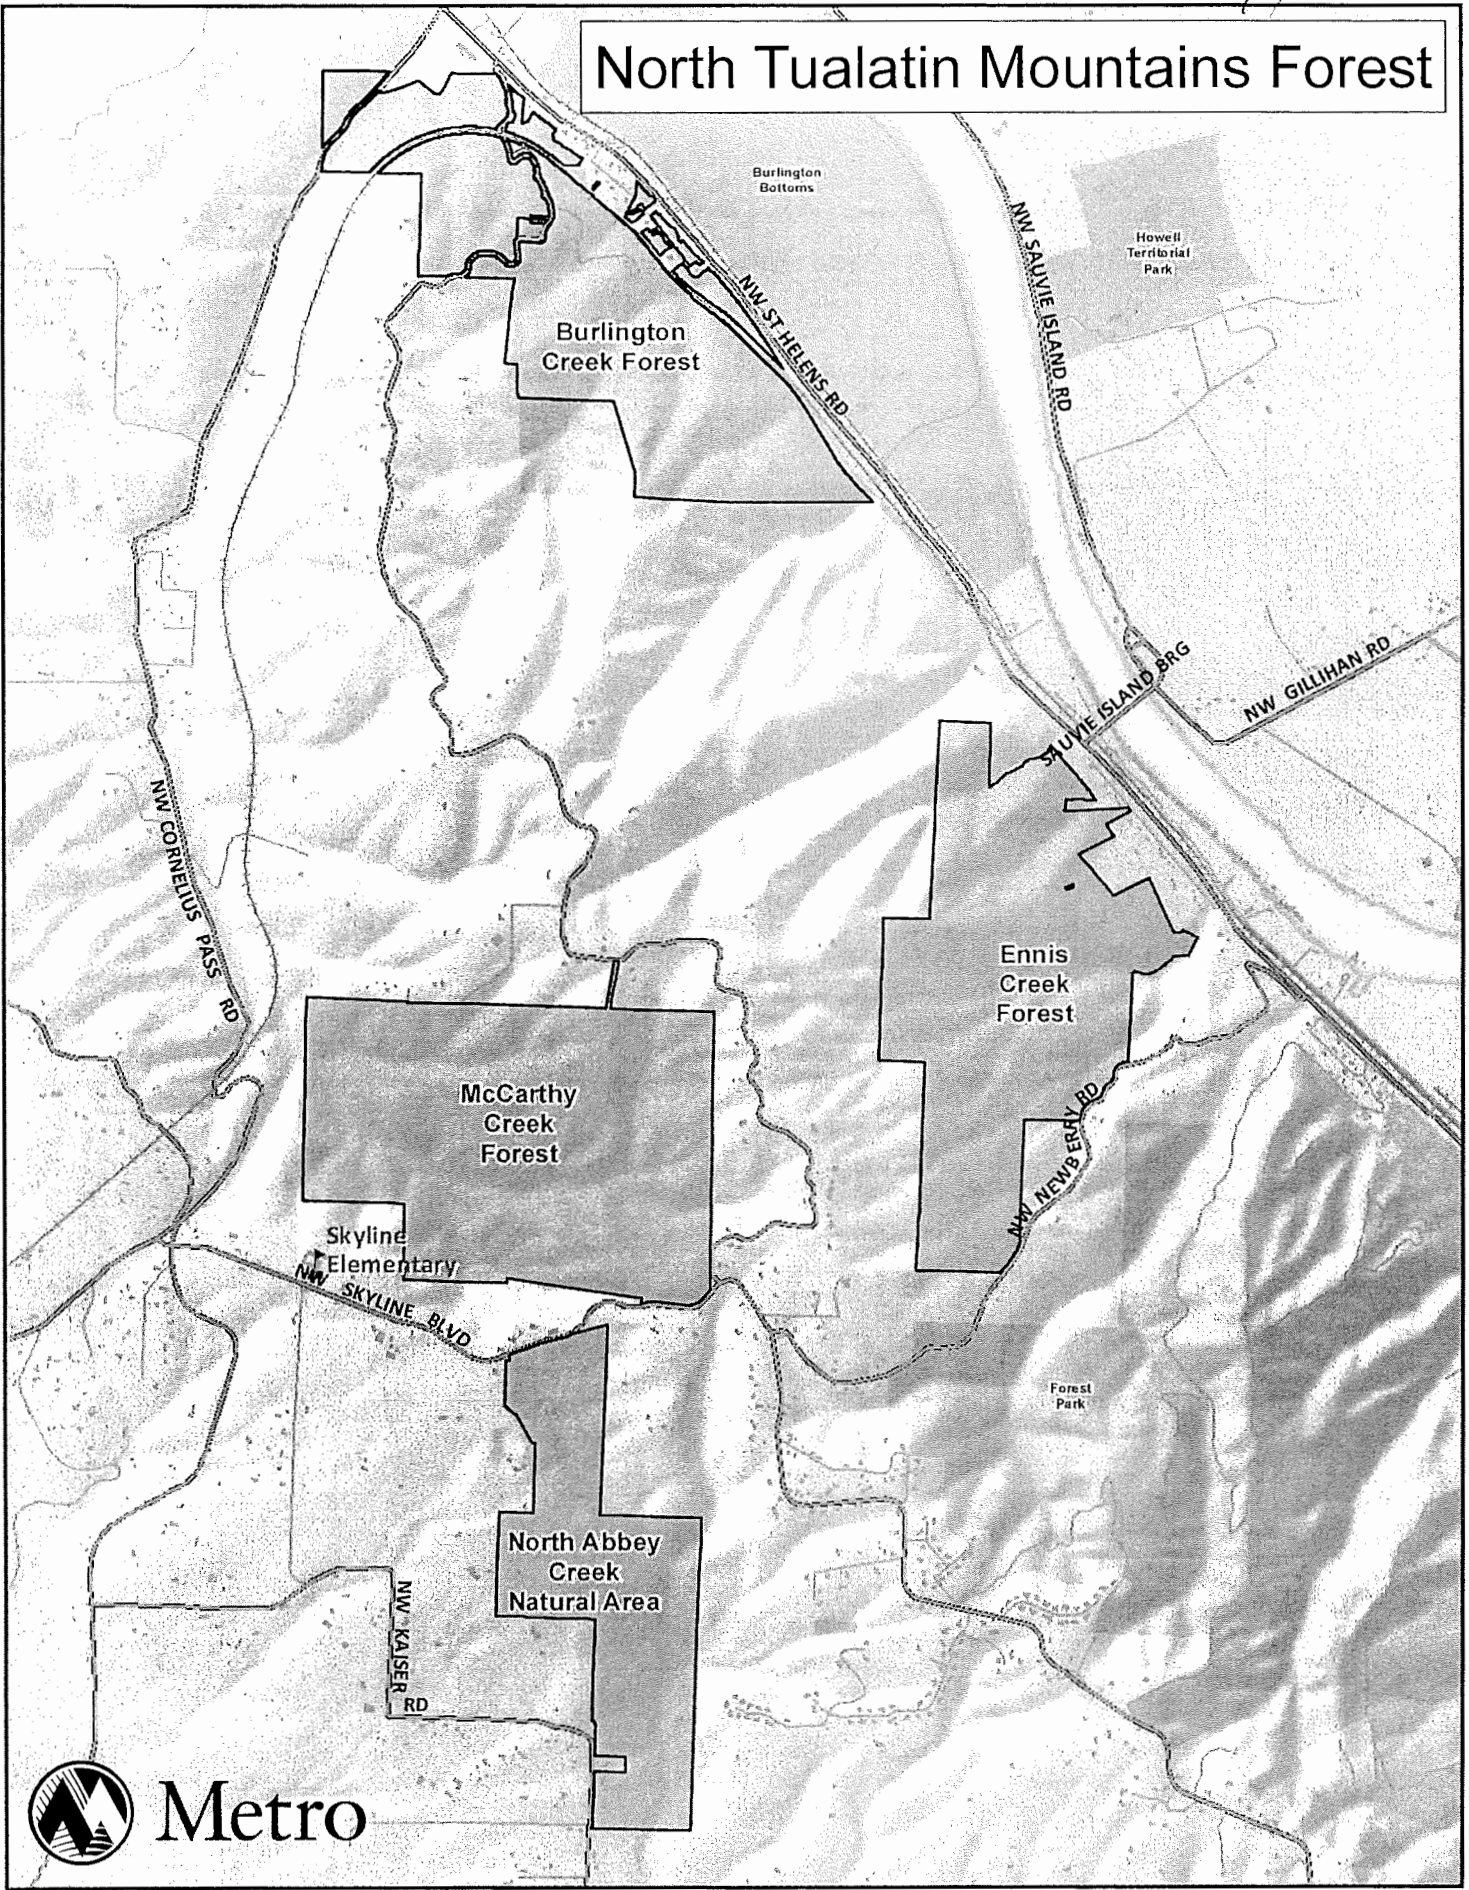 North Tualatin Mountains Forest
Burlington
Bottoms
Howell
Territorial
Park
NW SAUVIE ISLAND RD
NW ST HELENS RD
Burlington
Creek Forest
SAUVIE ISLAND BRG
NW GILLIHAN RD
NW CORNELIUS PASS RD
Ennis
Creek
Forest
McCarthy
Creek
Forest
NW NEWBERRY RD
Skyline
Elementary
NW SKYLINE BLVD
Forest
Park
North Abbey
Creek
Natural Area
NW KAISER
RD
Metro